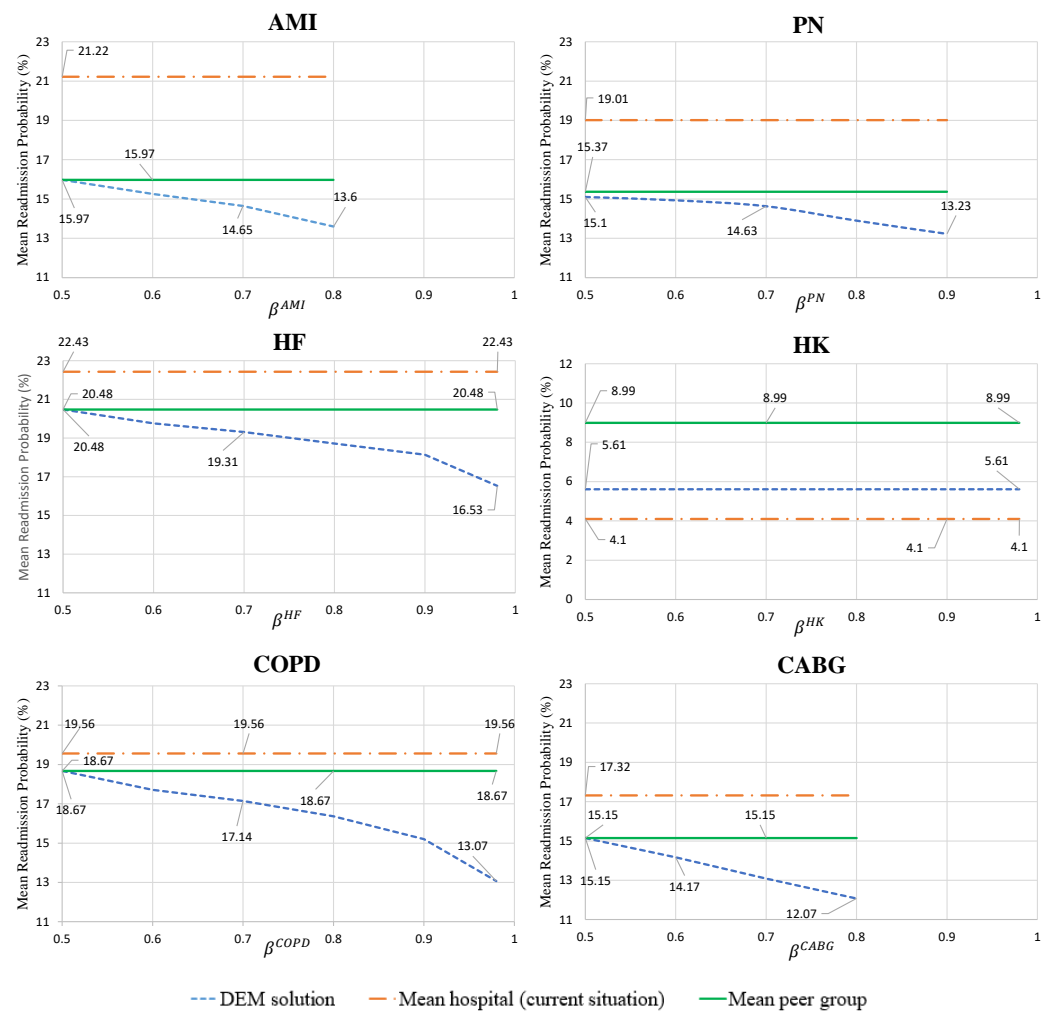 AMI
Mean Readmission Probability (%)
23
21
19
17
15
13
11
21.22
15.97
15.97
14.65
13.6
0.5 0.6 0.7 0.8 0.9 1
β^AMI
PN
Mean Readmission Probability (%)
23
21
19
17
15
13
11
19.01
15.37
15.1
14.63
13.23
0.5 0.6 0.7 0.8 0.9 1
β^PN
HF
Mean Readmission Probability (%)
23
21
19
17
15
13
11
22.43 22.43
20.48 20.48
20.48
19.31
16.53
0.5 0.6 0.7 0.8 0.9 1
β^HF
HK
Mean Readmission Probability (%)
12
10
8
6
4
2
0
8.99 8.99 8.99
5.61 5.61
4.1 4.1 4.1
0.5 0.6 0.7 0.8 0.9 1
β^HK
COPD
Mean Readmission Probability (%)
23
21
19
17
15
13
11
19.56 19.56 19.56
18.67
18.67 18.67 18.67
17.14
13.07
0.5 0.6 0.7 0.8 0.9 1
β^COPD
CABG
Mean Readmission Probability (%)
23
21
19
17
15
13
11
17.32
15.15 15.15
15.15
14.17
12.07
0.5 0.6 0.7 0.8 0.9 1
β^CABG
DEM solution Mean hospital (current situation) Mean peer group